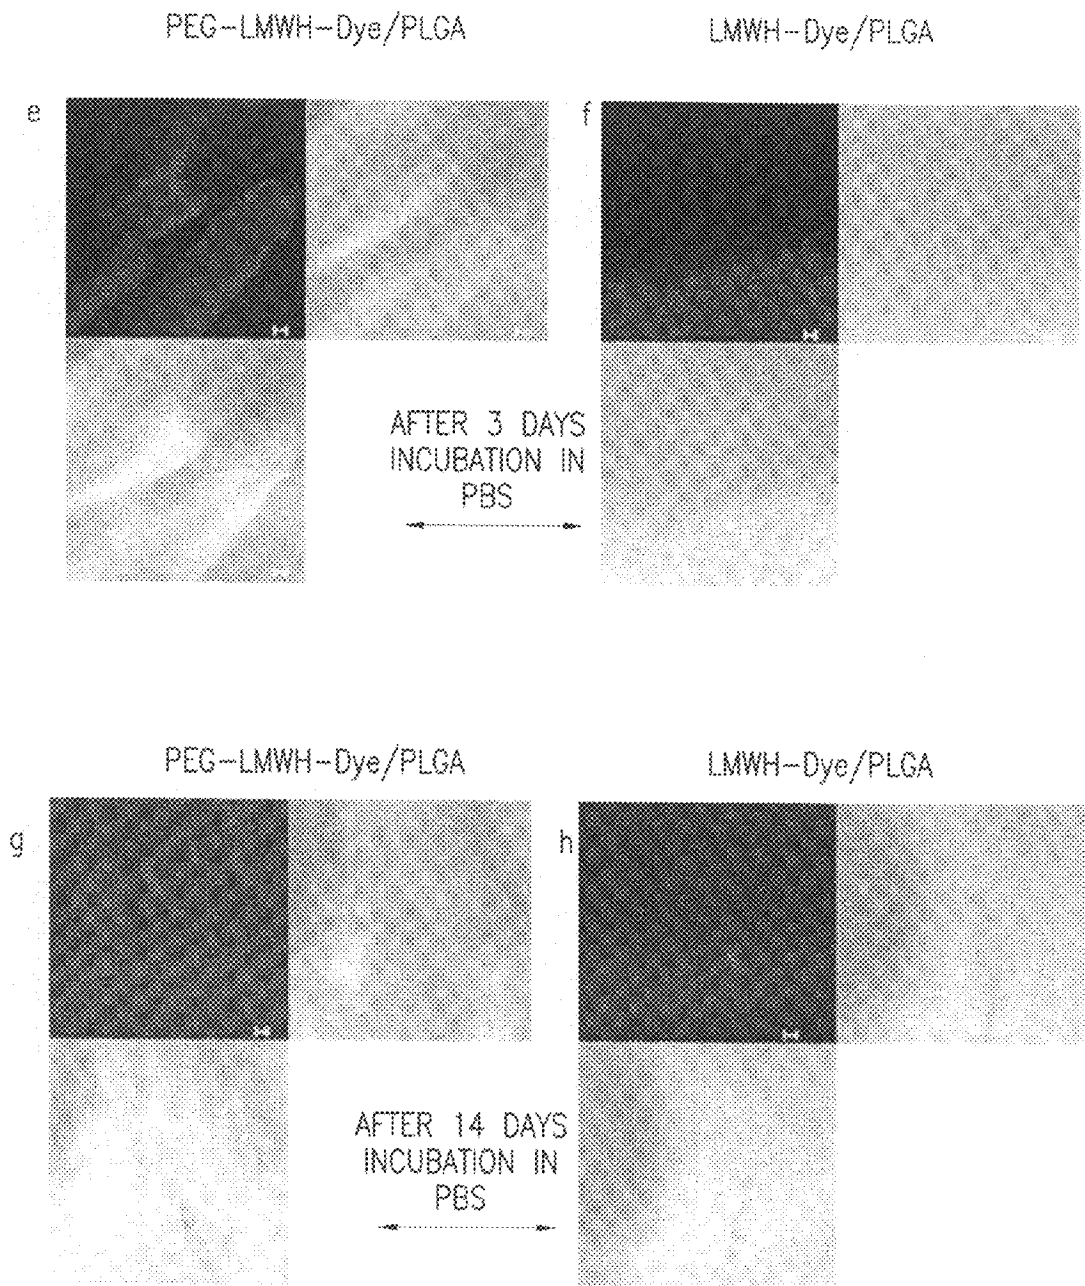 PEG-LMWH-Dye/PLGA
LMWH-Dye/PLGA
e
f
AFTER 3 DAYS
INCUBATION IN
PBS
PEG-LMWH-Dye/PLGA
LMWH-Dye/PLGA
g
h
AFTER 14 DAYS
INCUBATION IN
PBS